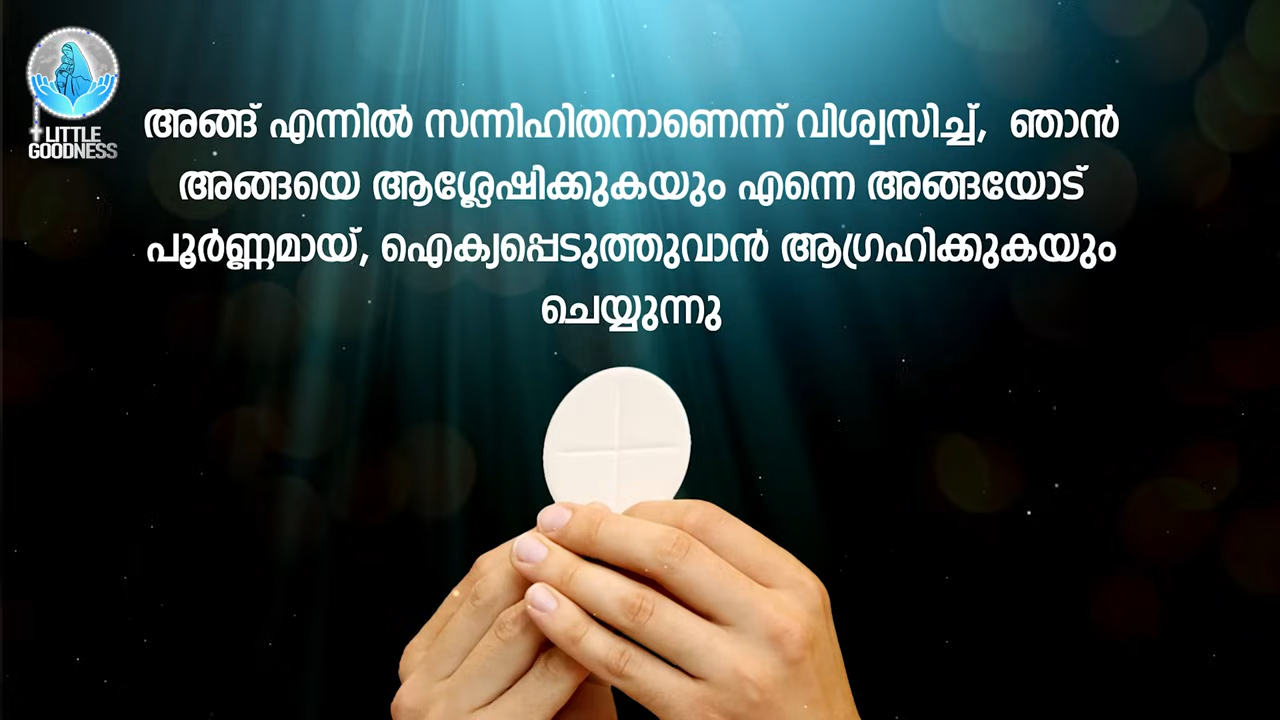 LITTLE
GOODNESS
അങ്ങ് എന്നിൽ സന്നിഹിതനാണെന്ന് വിശ്വസിച്ച്, ഞാൻ
അങ്ങയെ ആശ്ലേഷിക്കുകയും എന്നെ അങ്ങയോട്
പൂർണ്ണമായ്, ഐക്യപ്പെടുത്തുവാൻ ആഗ്രഹിക്കുകയും
ചെയ്യുന്നു